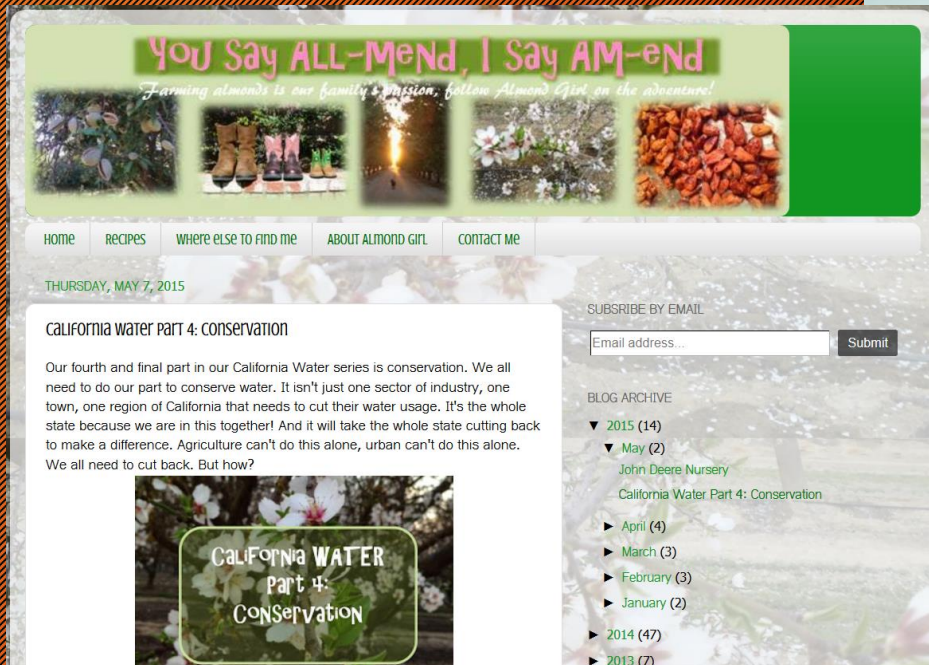 You Say ALL-Mend, I Say AM-end
Farming almonds is our family's passion, follow Almond Girl on the adventure!
Home
Recipes
Where else to find me
About Almond Girl
Contact Me
THURSDAY, MAY 7, 2015
California Water Part 4: Conservation
Our fourth and final part in our California Water series is conservation. We all
need to do our part to conserve water. It isn't just one sector of industry, one
town, one region of California that needs to cut their water usage. It's the whole
state because we are in this together! And it will take the whole state cutting back
to make a difference. Agriculture can't do this alone, urban can't do this alone.
We all need to cut back. But how?
California WATER
Part 4:
Conservation
SUBSRIBE BY EMAIL
Email address...
Submit
BLOG ARCHIVE
▼ 2015 (14)
▼ May (2)
John Deere Nursery
California Water Part 4: Conservation
► April (4)
► March (3)
► February (3)
► January (2)
► 2014 (47)
► 2013 (7)